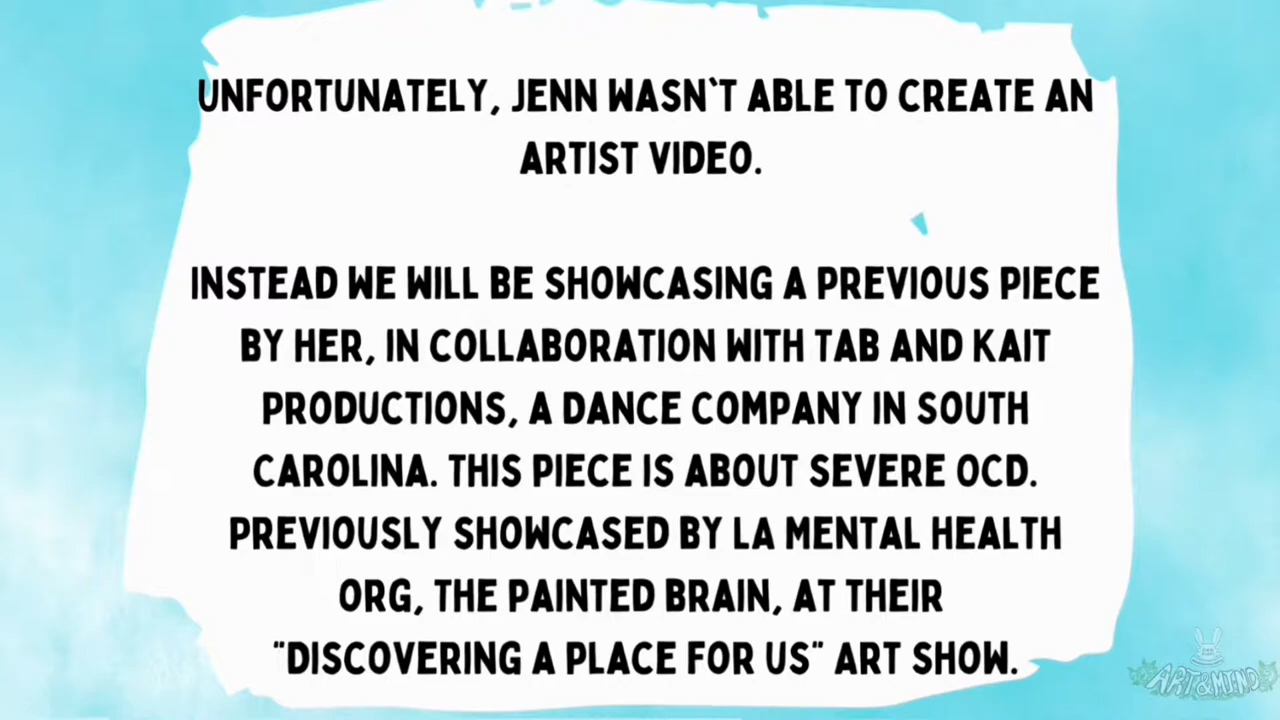 UNFORTUNATELY, JENN WASN'T ABLE TO CREATE AN
ARTIST VIDEO.
INSTEAD WE WILL BE SHOWCASING A PREVIOUS PIECE
BY HER, IN COLLABORATION WITH TAB AND KAIT
PRODUCTIONS, A DANCE COMPANY IN SOUTH
CAROLINA. THIS PIECE IS ABOUT SEVERE OCD.
PREVIOUSLY SHOWCASED BY LA MENTAL HEALTH
ORG, THE PAINTED BRAIN, AT THEIR
"DISCOVERING A PLACE FOR US" ART SHOW.
ART&MIND